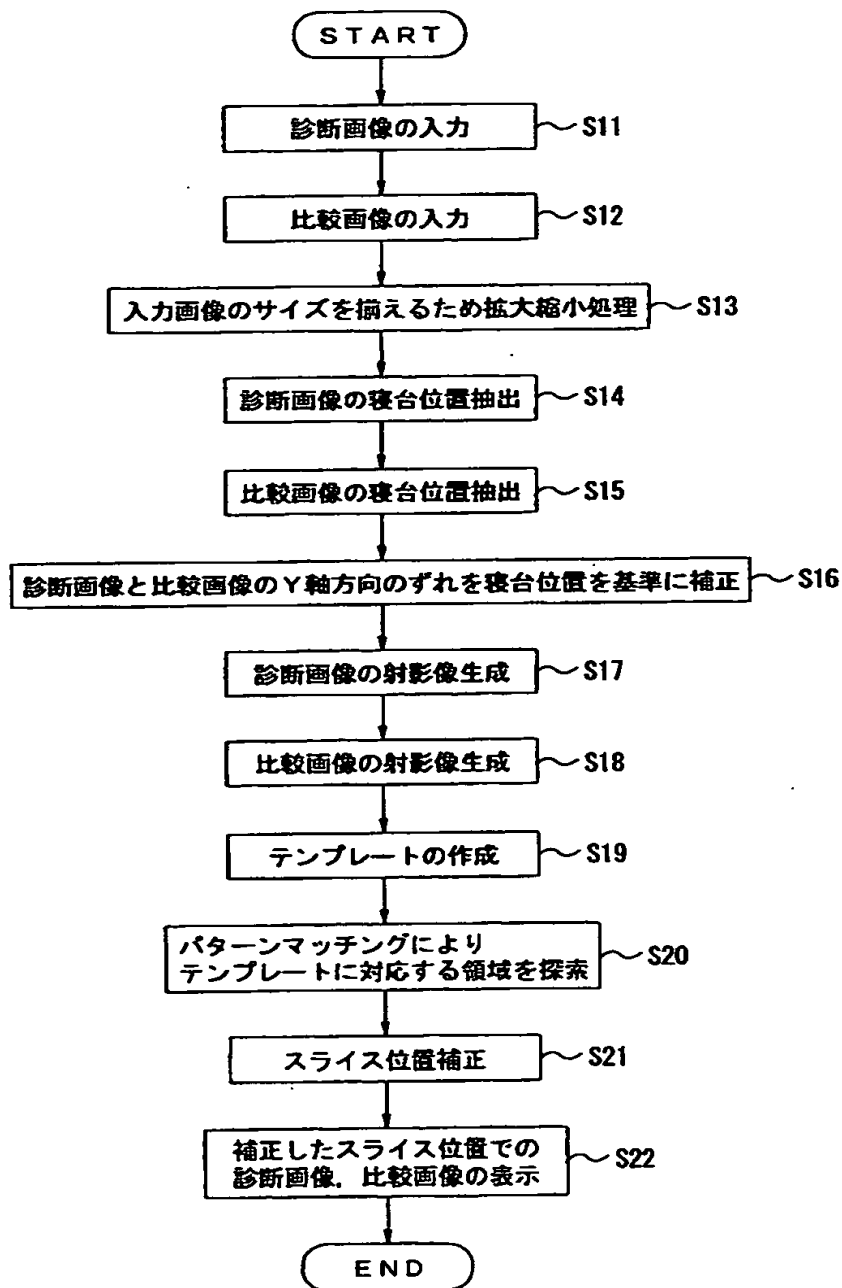 START
診断画像の入力 S11
比較画像の入力 S12
入力画像のサイズを揃えるため拡大縮小処理 S13
診断画像の寝台位置抽出 S14
比較画像の寝台位置抽出 S15
診断画像と比較画像のY軸方向のずれを寝台位置を基準に補正 S16
診断画像の射影像生成 S17
比較画像の射影像生成 S18
テンプレートの作成 S19
パターンマッチングにより
テンプレートに対応する領域を探索 S20
スライス位置補正 S21
補正したスライス位置での
診断画像，比較画像の表示 S22
END